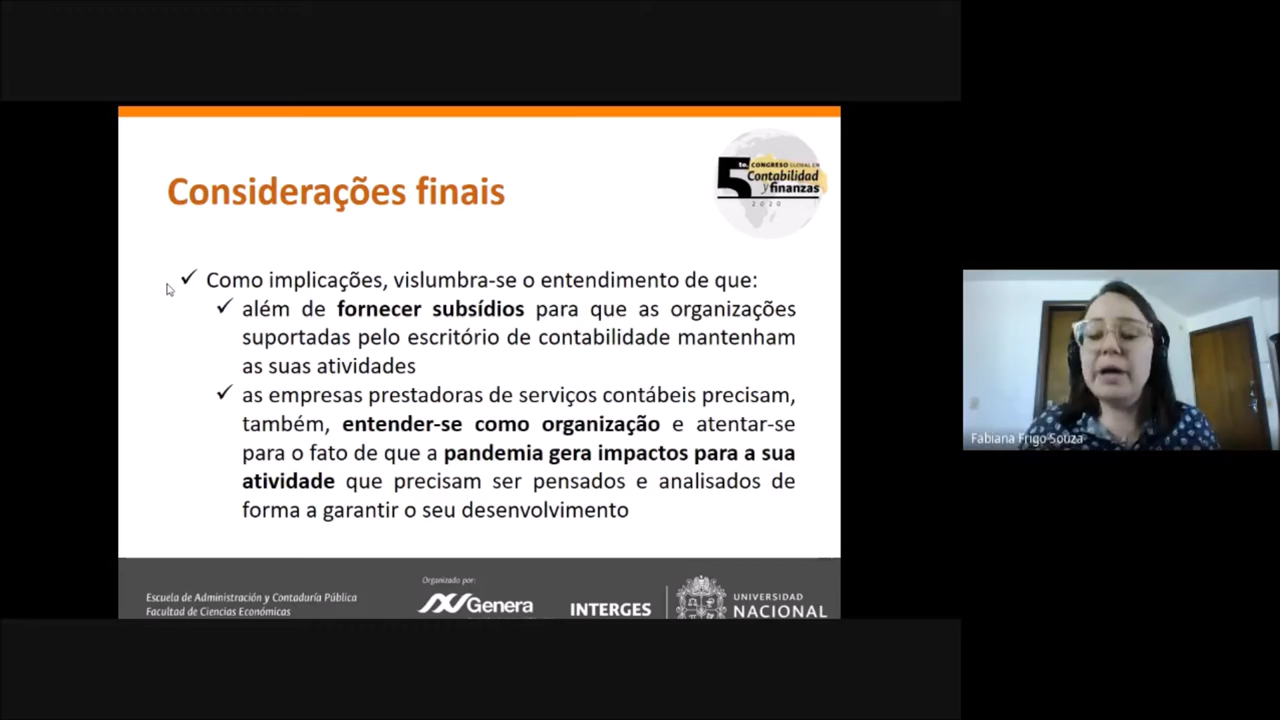 5to. CONGRESO GLOBAL EN
Contabilidad
y finanzas
2020
Considerações finais
Como implicações, vislumbra-se o entendimento de que:
além de fornecer subsídios para que as organizações
suportadas pelo escritório de contabilidade mantenham
as suas atividades
as empresas prestadoras de serviços contábeis precisam,
também, entender-se como organização e atentar-se
para o fato de que a pandemia gera impactos para a sua
atividade que precisam ser pensados e analisados de
forma a garantir o seu desenvolvimento
Fabiana Frigo Souza
Organizado por:
Escuela de Administración y Contaduría Pública
Facultad de Ciencias Económicas
Genera
INTERGES
UNIVERSIDAD
NACIONAL